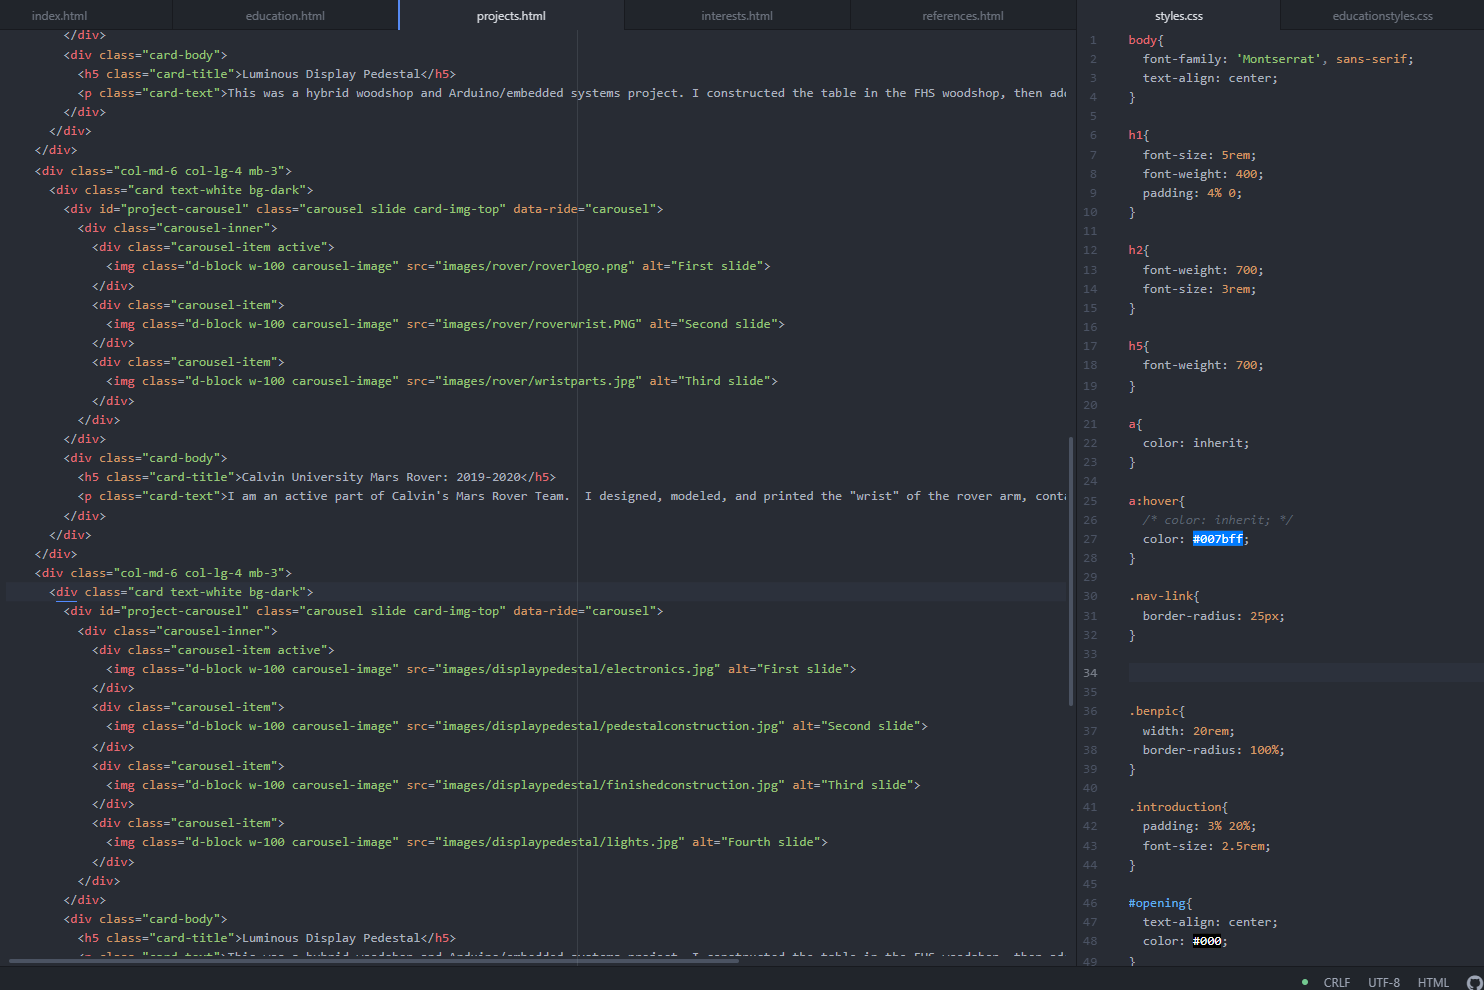 index.html
education.html
projects.html
interests.html
references.html
styles.css
educationstyles.css
</div>
<div class="card-body">
<h5 class="card-title">Luminous Display Pedestal</h5>
<p class="card-text">This was a hybrid woodshop and Arduino/embedded systems project. I constructed the table in the FHS woodshop, then
</div>
</div>
</div>
<div class="col-md-6 col-lg-4 mb-3">
<div class="card text-white bg-dark">
<div id="project-carousel" class="carousel slide card-img-top" data-ride="carousel">
<div class="carousel-inner">
<div class="carousel-item active">
<img class="d-block w-100 carousel-image" src="images/rover/roverlogo.png" alt="First slide">
</div>
<div class="carousel-item">
<img class="d-block w-100 carousel-image" src="images/rover/roverwrist.PNG" alt="Second slide">
</div>
<div class="carousel-item">
<img class="d-block w-100 carousel-image" src="images/rover/wristparts.jpg" alt="Third slide">
</div>
</div>
</div>
<div class="card-body">
<h5 class="card-title">Calvin University Mars Rover: 2019-2020</h5>
<p class="card-text">I am an active part of Calvin's Mars Rover Team.  I designed, modeled, and printed the "wrist" of the rover arm,
</div>
</div>
</div>
<div class="col-md-6 col-lg-4 mb-3">
<div class="card text-white bg-dark">
<div id="project-carousel" class="carousel slide card-img-top" data-ride="carousel">
<div class="carousel-inner">
<div class="carousel-item active">
<img class="d-block w-100 carousel-image" src="images/displaypedestal/electronics.jpg" alt="First slide">
</div>
<div class="carousel-item">
<img class="d-block w-100 carousel-image" src="images/displaypedestal/pedestalconstruction.jpg" alt="Second slide">
</div>
<div class="carousel-item">
<img class="d-block w-100 carousel-image" src="images/displaypedestal/finishedconstruction.jpg" alt="Third slide">
</div>
<div class="carousel-item">
<img class="d-block w-100 carousel-image" src="images/displaypedestal/lights.jpg" alt="Fourth slide">
</div>
</div>
</div>
<div class="card-body">
<h5 class="card-title">Luminous Display Pedestal</h5>
<p class="card-text">This was a hybrid woodshop and Arduino/embedded systems project. I constructed the table in the FHS woodshop, then
1 body{
2 font-family: 'Montserrat', sans-serif;
3 text-align: center;
4 }
5
6 h1{
7 font-size: 5rem;
8 font-weight: 400;
9 padding: 4% 0;
10 }
11
12 h2{
13 font-weight: 700;
14 font-size: 3rem;
15 }
16
17 h5{
18 font-weight: 700;
19 }
20
21 a{
22 color: inherit;
23 }
24
25 a:hover{
26 /* color: inherit; */
27 color: #007bff;
28 }
29
30 .nav-link{
31 border-radius: 25px;
32 }
33
34
35
36 .benpic{
37 width: 20rem;
38 border-radius: 100%;
39 }
40
41 .introduction{
42 padding: 3% 20%;
43 font-size: 2.5rem;
44 }
45
46 #opening{
47 text-align: center;
48 color: #000;
49 }
CRLF
UTF-8
HTML